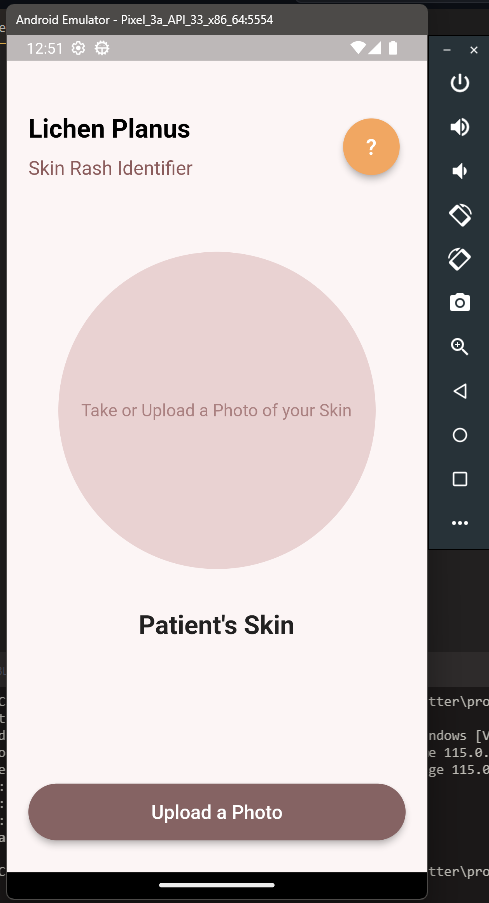 Android Emulator - Pixel_3a_API_33_x86_64:5554
12:51
Lichen Planus
?
Skin Rash Identifier
Take or Upload a Photo of your Skin
Patient's Skin
tter\pro
ndows [V
e 115.0.
ge 115.0
Upload a Photo
tter\pro